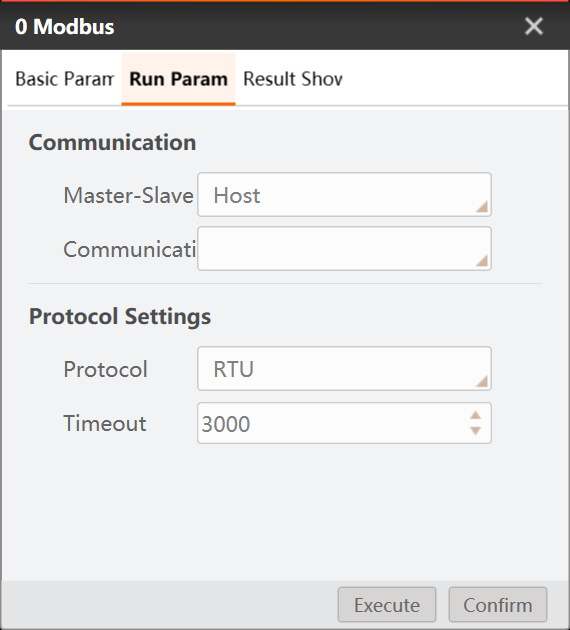 0 Modbus
Basic Param Run Param Result Show
Communication
Master-Slave Host
Communicati
Protocol Settings
Protocol RTU
Timeout 3000
Execute Confirm